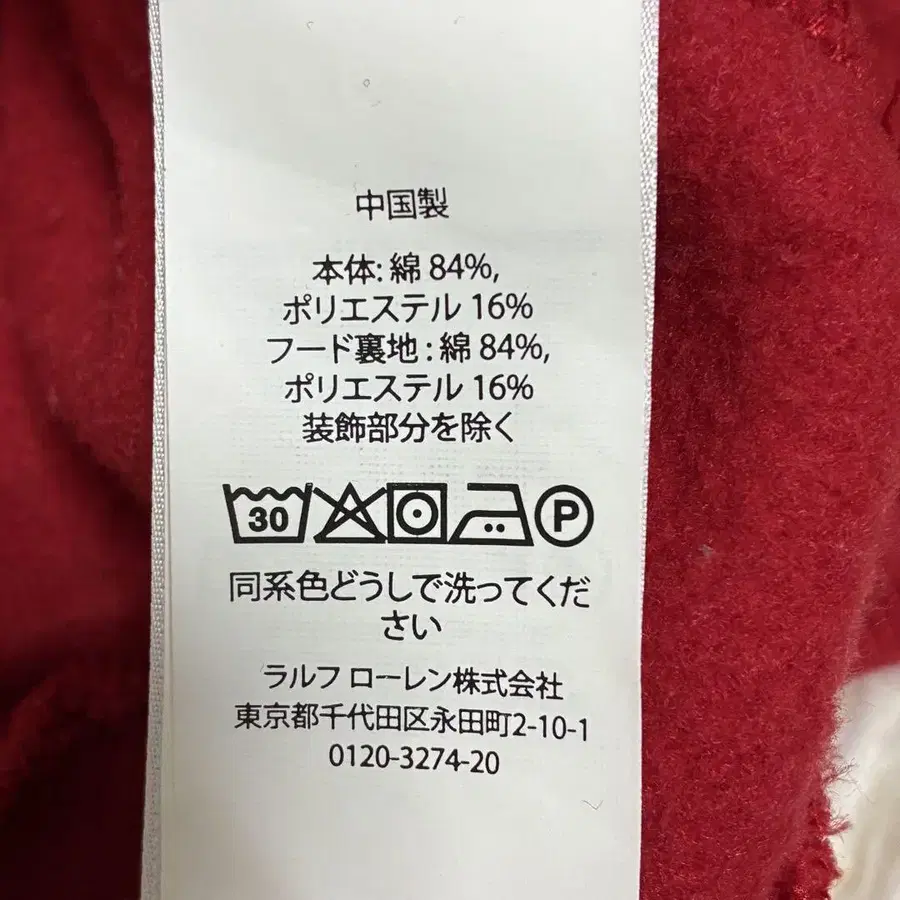 中国製
本体: 綿 84%,
ポリエステル 16%
フード裏地 : 綿 84%,
ポリエステル 16%
装飾部分を除く
30 P
同系色どうしで洗ってくだ
さい
ラルフ ローレン株式会社
東京都千代田区永田町2-10-1
0120-3274-20